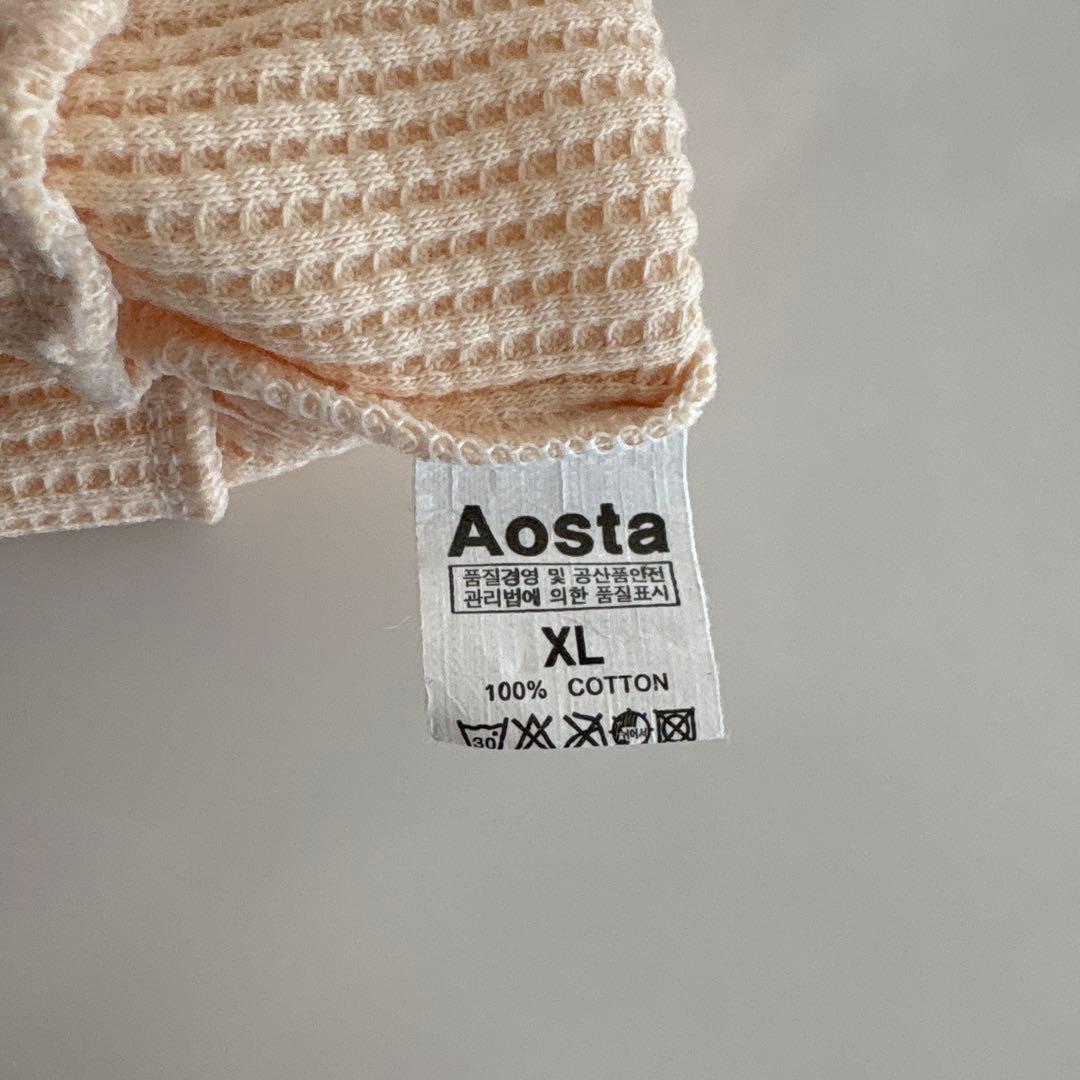 Aosta
품질경영 및 공산품안전
관리법에 의한 품질표시
XL
100% COTTON
30°